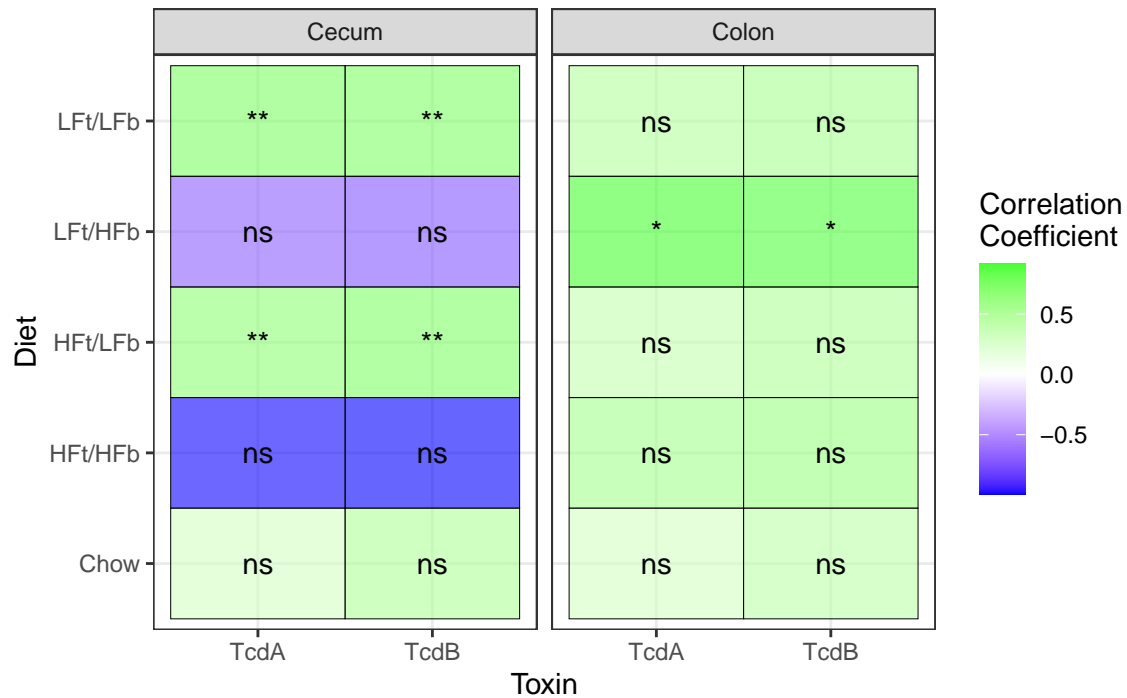 Cecum Colon
LFt/LFb ** ** ns ns
LFt/HFb ns ns * *
HFt/LFb ** ** ns ns
HFt/HFb ns ns ns ns
Chow ns ns ns ns
TcdA TcdB TcdA TcdB
Toxin
Diet
Correlation
Coefficient
0.5
0.0
−0.5